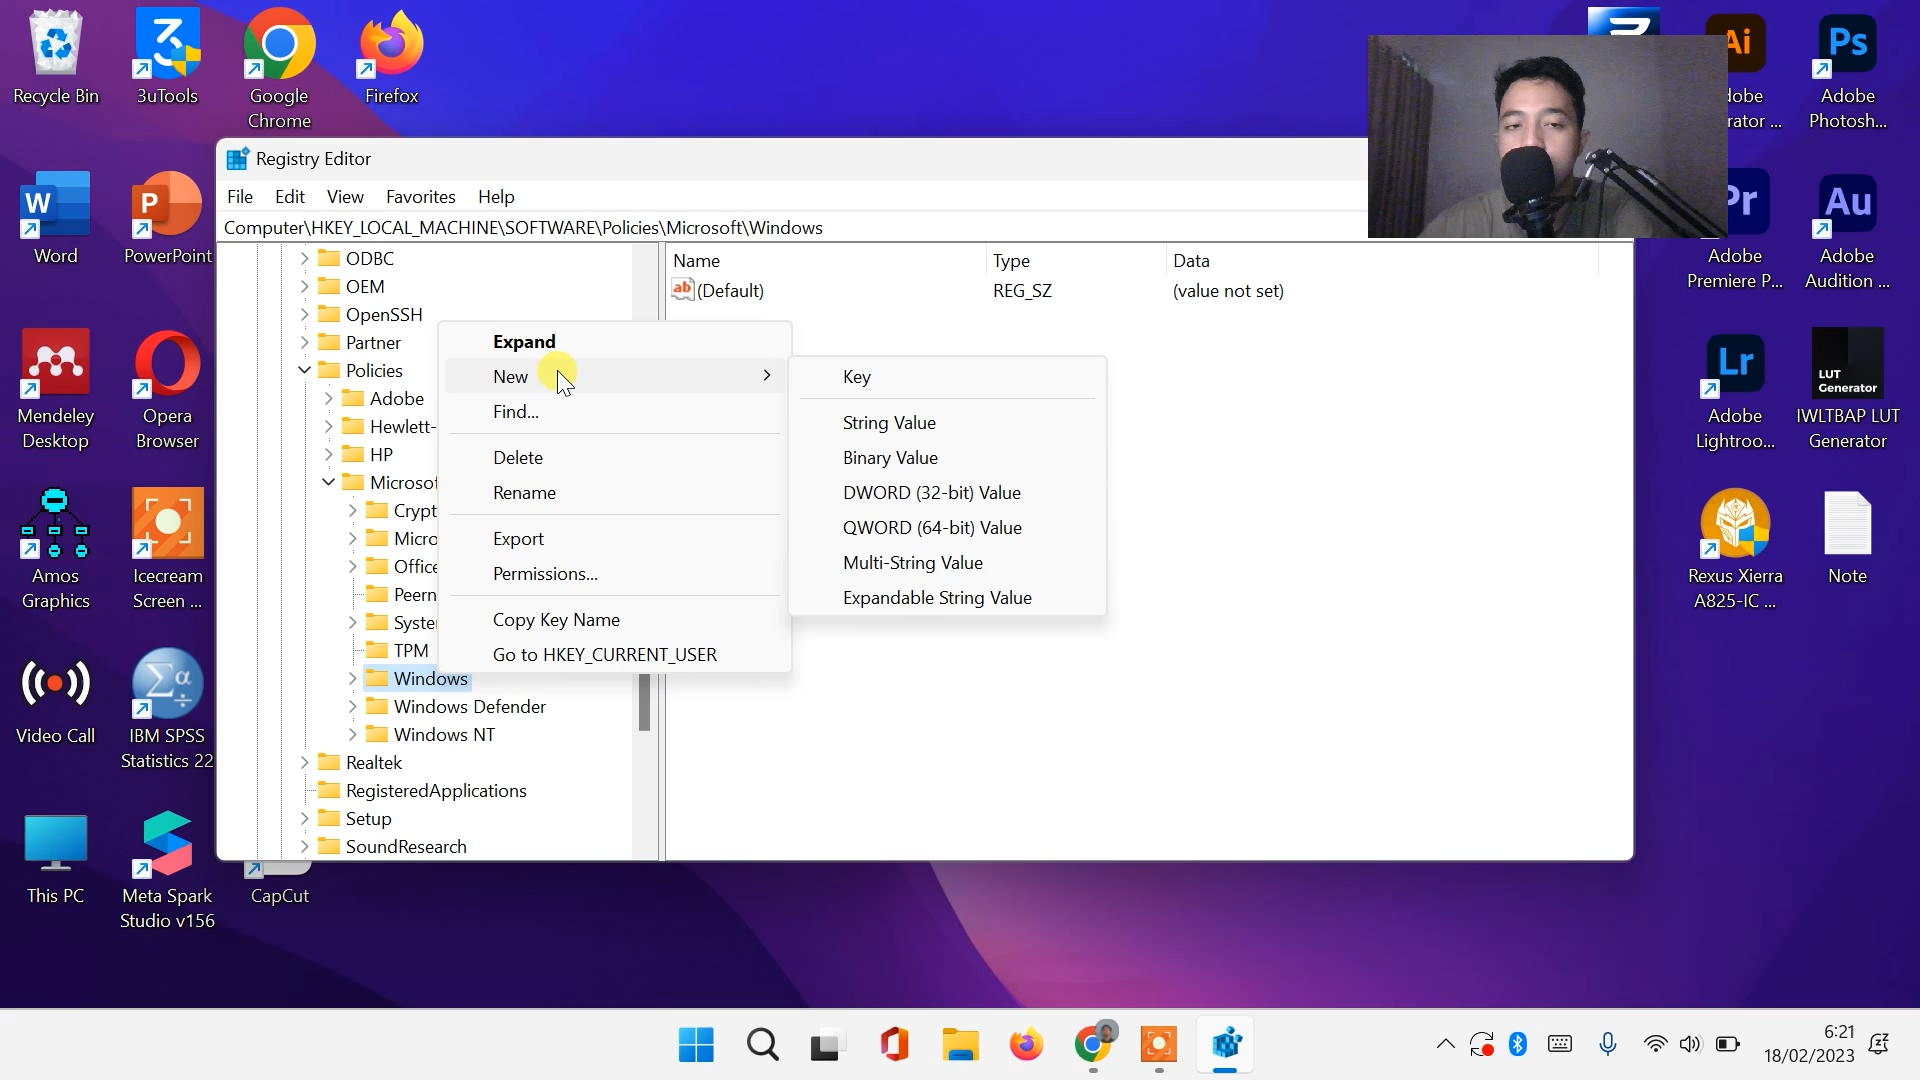 Recycle Bin
3uTools
Google
Chrome
Firefox
Ai
Ps
dobe
rator ...
Adobe
Photosh...
Registry Editor
File
Edit
View
Favorites
Help
Computer\HKEY_LOCAL_MACHINE\SOFTWARE\Policies\Microsoft\Windows
W
Word
P
PowerPoint
Pr
Adobe
Premiere P...
Au
Adobe
Audition ...
ODBC
OEM
OpenSSH
Partner
Policies
Adobe
Hewlett-
HP
Microsof
Crypt
Micro
Office
Peern
Syste
TPM
Windows
Windows Defender
Windows NT
Realtek
RegisteredApplications
Setup
SoundResearch
Name
Type
Data
ab
(Default)
REG_SZ
(value not set)
Expand
New
Find...
Delete
Rename
Export
Permissions...
Copy Key Name
Go to HKEY_CURRENT_USER
Key
String Value
Binary Value
DWORD (32-bit) Value
QWORD (64-bit) Value
Multi-String Value
Expandable String Value
Mendeley
Desktop
Opera
Browser
Lr
Adobe
Lightroo...
LUT
Generator
IWLTBAP LUT
Generator
Amos
Graphics
Icecream
Screen ...
Rexus Xierra
A825-IC ...
Note
Video Call
Σα
IBM SPSS
Statistics 22
This PC
Meta Spark
Studio v156
CapCut
6:21
18/02/2023